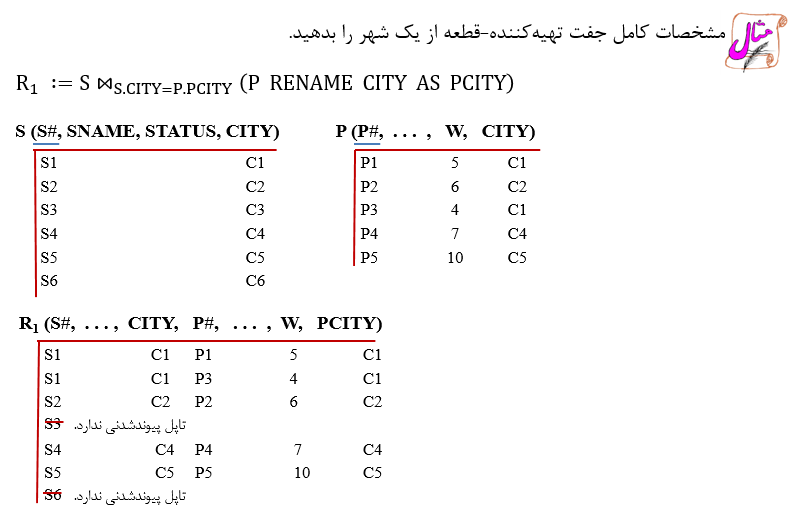 مثال
مشخصات کامل جفت تهیه‌کننده-قطعه از یک شهر را بدهید.
R1 := S ⋈S.CITY=P.PCITY (P RENAME CITY AS PCITY)
S (S#, SNAME, STATUS, CITY) P (P#, . . . , W, CITY)
S1 C1 P1 5 C1
S2 C2 P2 6 C2
S3 C3 P3 4 C1
S4 C4 P4 7 C4
S5 C5 P5 10 C5
S6 C6
R1 (S#, . . . , CITY, P#, . . . , W, PCITY)
S1 C1 P1 5 C1
S1 C1 P3 4 C1
S2 C2 P2 6 C2
S3 تاپل پیوندشدنی ندارد.
S4 C4 P4 7 C4
S5 C5 P5 10 C5
S6 تاپل پیوندشدنی ندارد.